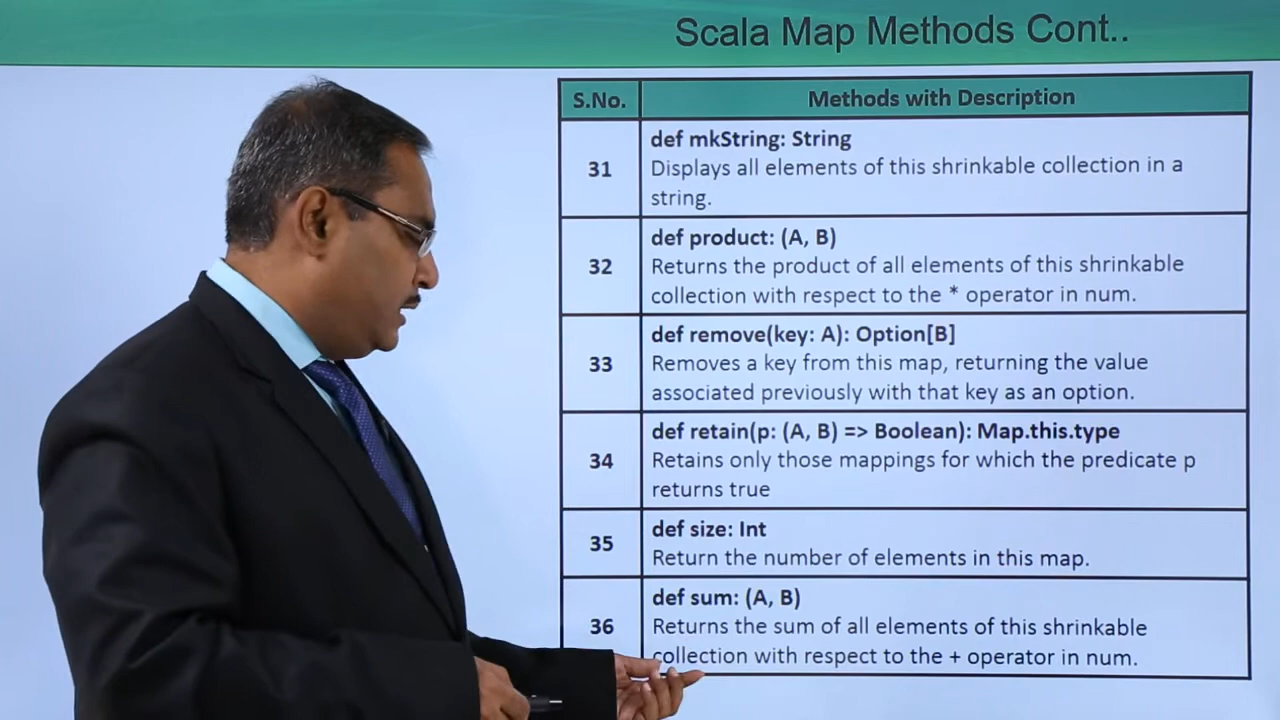 Scala Map Methods Cont..
S.No. Methods with Description
31
def mkString: String
Displays all elements of this shrinkable collection in a
string.
32
def product: (A, B)
Returns the product of all elements of this shrinkable
collection with respect to the * operator in num.
33
def remove(key: A): Option[B]
Removes a key from this map, returning the value
associated previously with that key as an option.
34
def retain(p: (A, B) => Boolean): Map.this.type
Retains only those mappings for which the predicate p
returns true
35
def size: Int
Return the number of elements in this map.
36
def sum: (A, B)
Returns the sum of all elements of this shrinkable
collection with respect to the + operator in num.